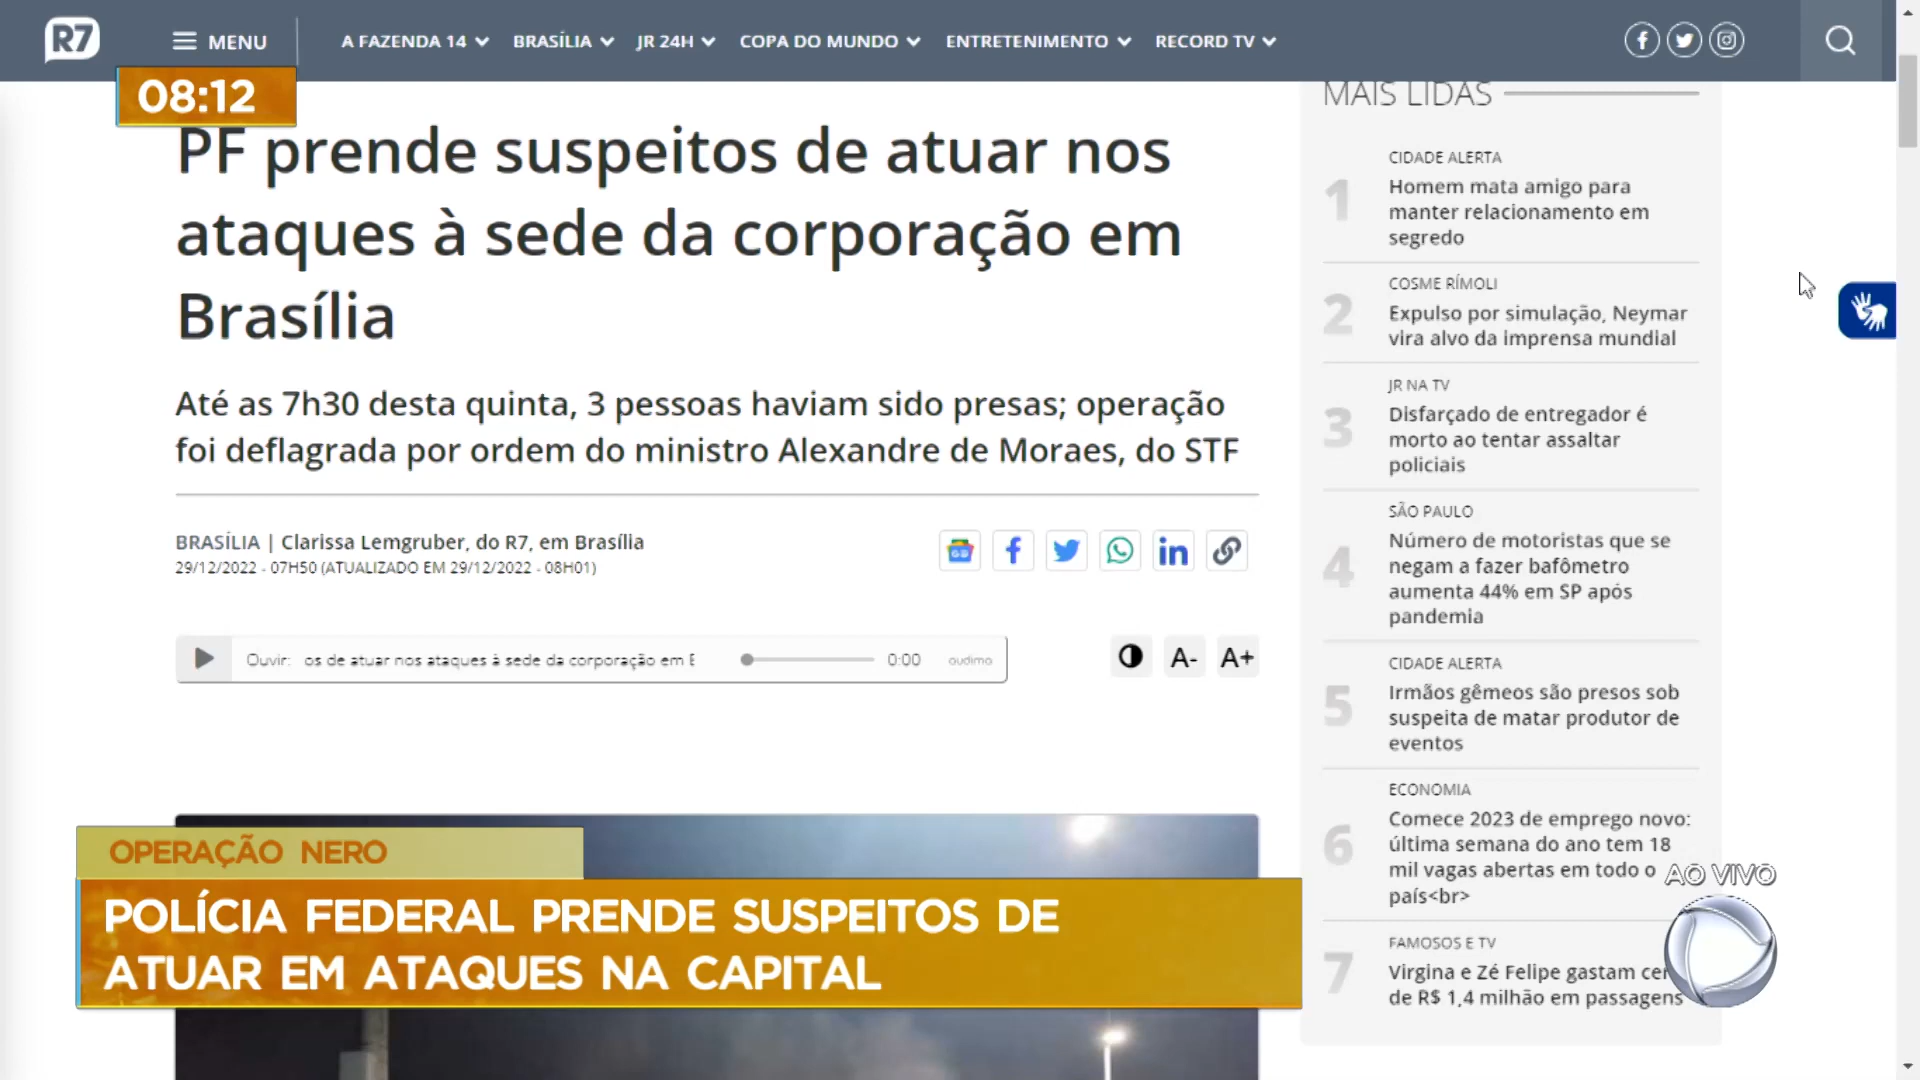 R7
MENU
A FAZENDA 14
BRASÍLIA
JR 24H
COPA DO MUNDO
ENTRETENIMENTO
RECORD TV
08:12
PF prende suspeitos de atuar nos
ataques à sede da corporação em
Brasília
Até as 7h30 desta quinta, 3 pessoas haviam sido presas; operação
foi deflagrada por ordem do ministro Alexandre de Moraes, do STF
BRASÍLIA | Clarissa Lemgruber, do R7, em Brasília
29/12/2022 - 07H50 (ATUALIZADO EM 29/12/2022 - 08H01)
Ouvir: os de atuar nos ataques à sede da corporação em
0:00
audima
A-
A+
MAIS LIDAS
1
CIDADE ALERTA
Homem mata amigo para
manter relacionamento em
segredo
2
COSME RÍMOLI
Expulso por simulação, Neymar
vira alvo da imprensa mundial
3
JR NA TV
Disfarçado de entregador é
morto ao tentar assaltar
policiais
4
SÃO PAULO
Número de motoristas que se
negam a fazer bafômetro
aumenta 44% em SP após
pandemia
5
CIDADE ALERTA
Irmãos gêmeos são presos sob
suspeita de matar produtor de
eventos
6
ECONOMIA
Comece 2023 de emprego novo:
última semana do ano tem 18
mil vagas abertas em todo o
país<br>
7
FAMOSOS E TV
Virgina e Zé Felipe gastam
de R$ 1,4 milhão em passagens
OPERAÇÃO NERO
POLÍCIA FEDERAL PRENDE SUSPEITOS DE
ATUAR EM ATAQUES NA CAPITAL
AO VIVO